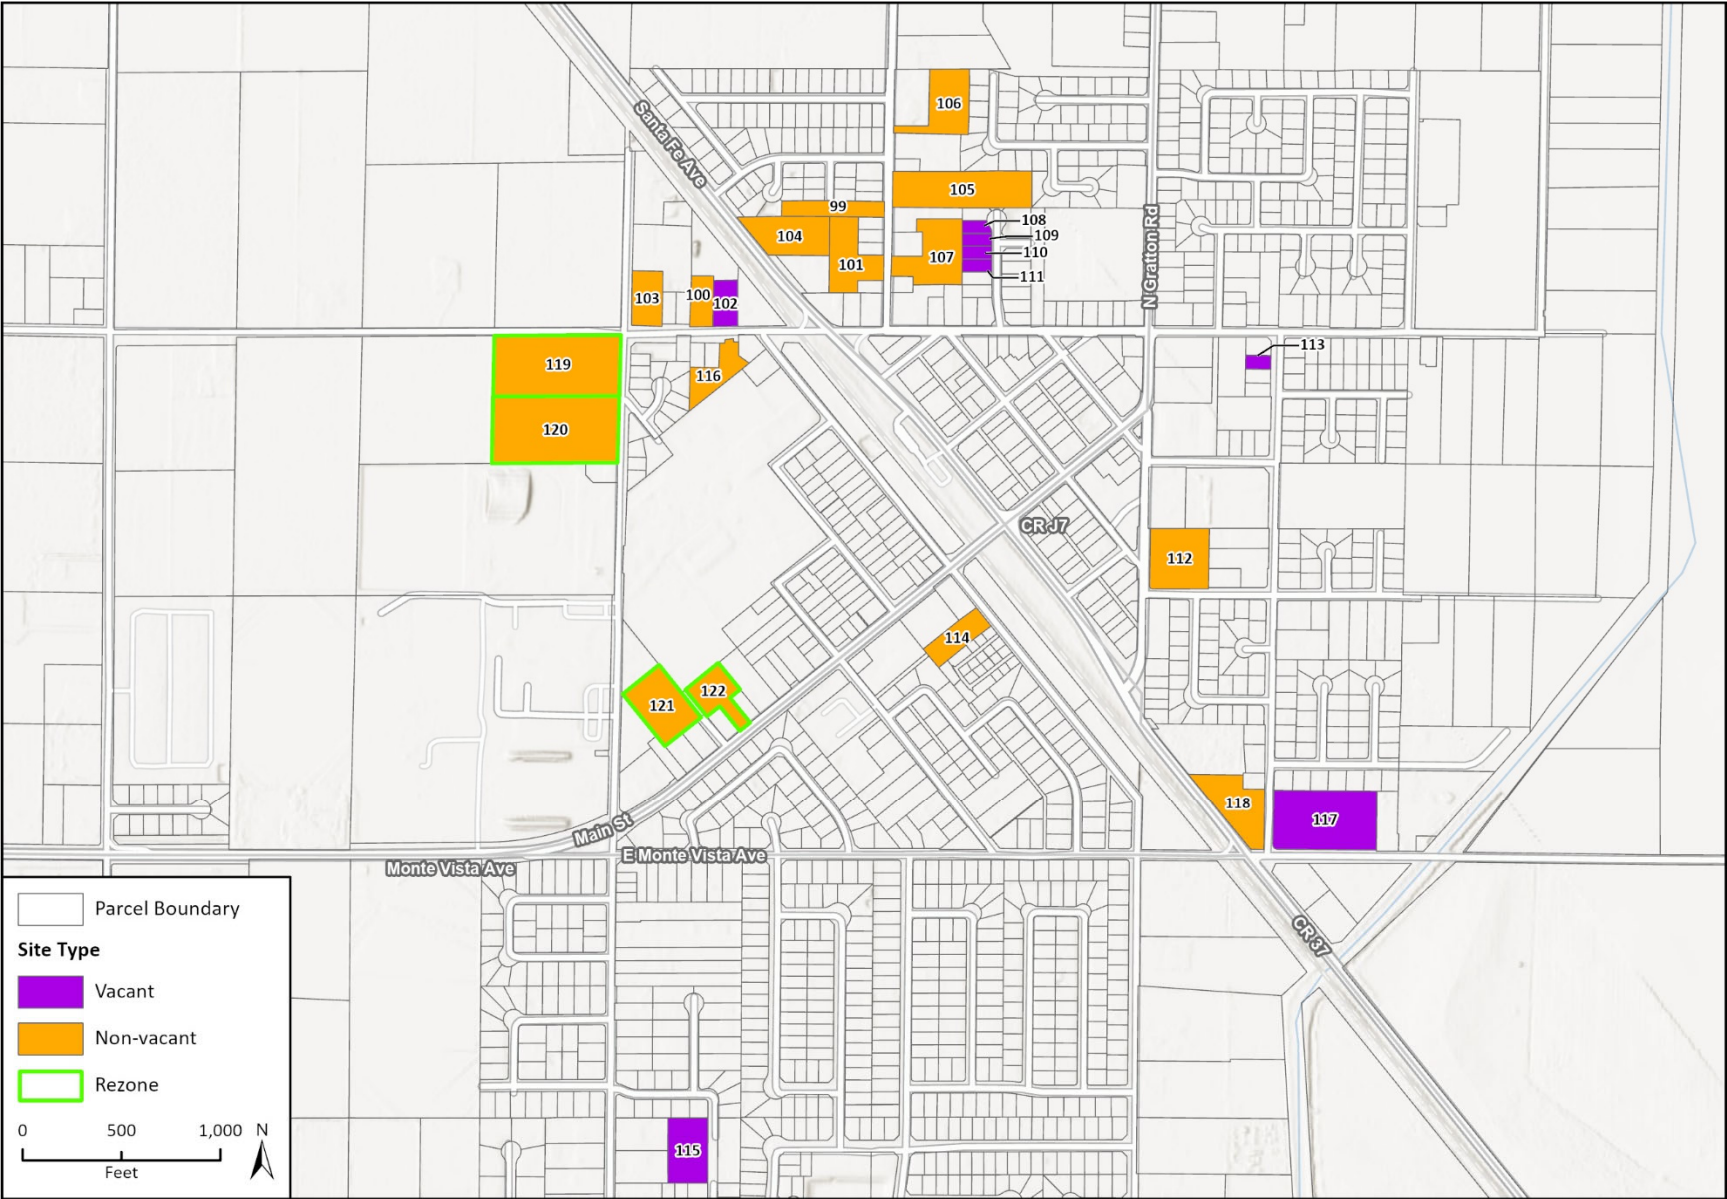 106
Santa Fe Ave
105
99
108
104
109
N Gratton Rd
101
107
110
111
103
100
102
113
119
116
120
CR J7
112
114
122
121
118
117
Main St
E Monte Vista Ave
Monte Vista Ave
CR 37
115
Parcel Boundary
Site Type
Vacant
Non-vacant
Rezone
0 500 1,000 N
Feet